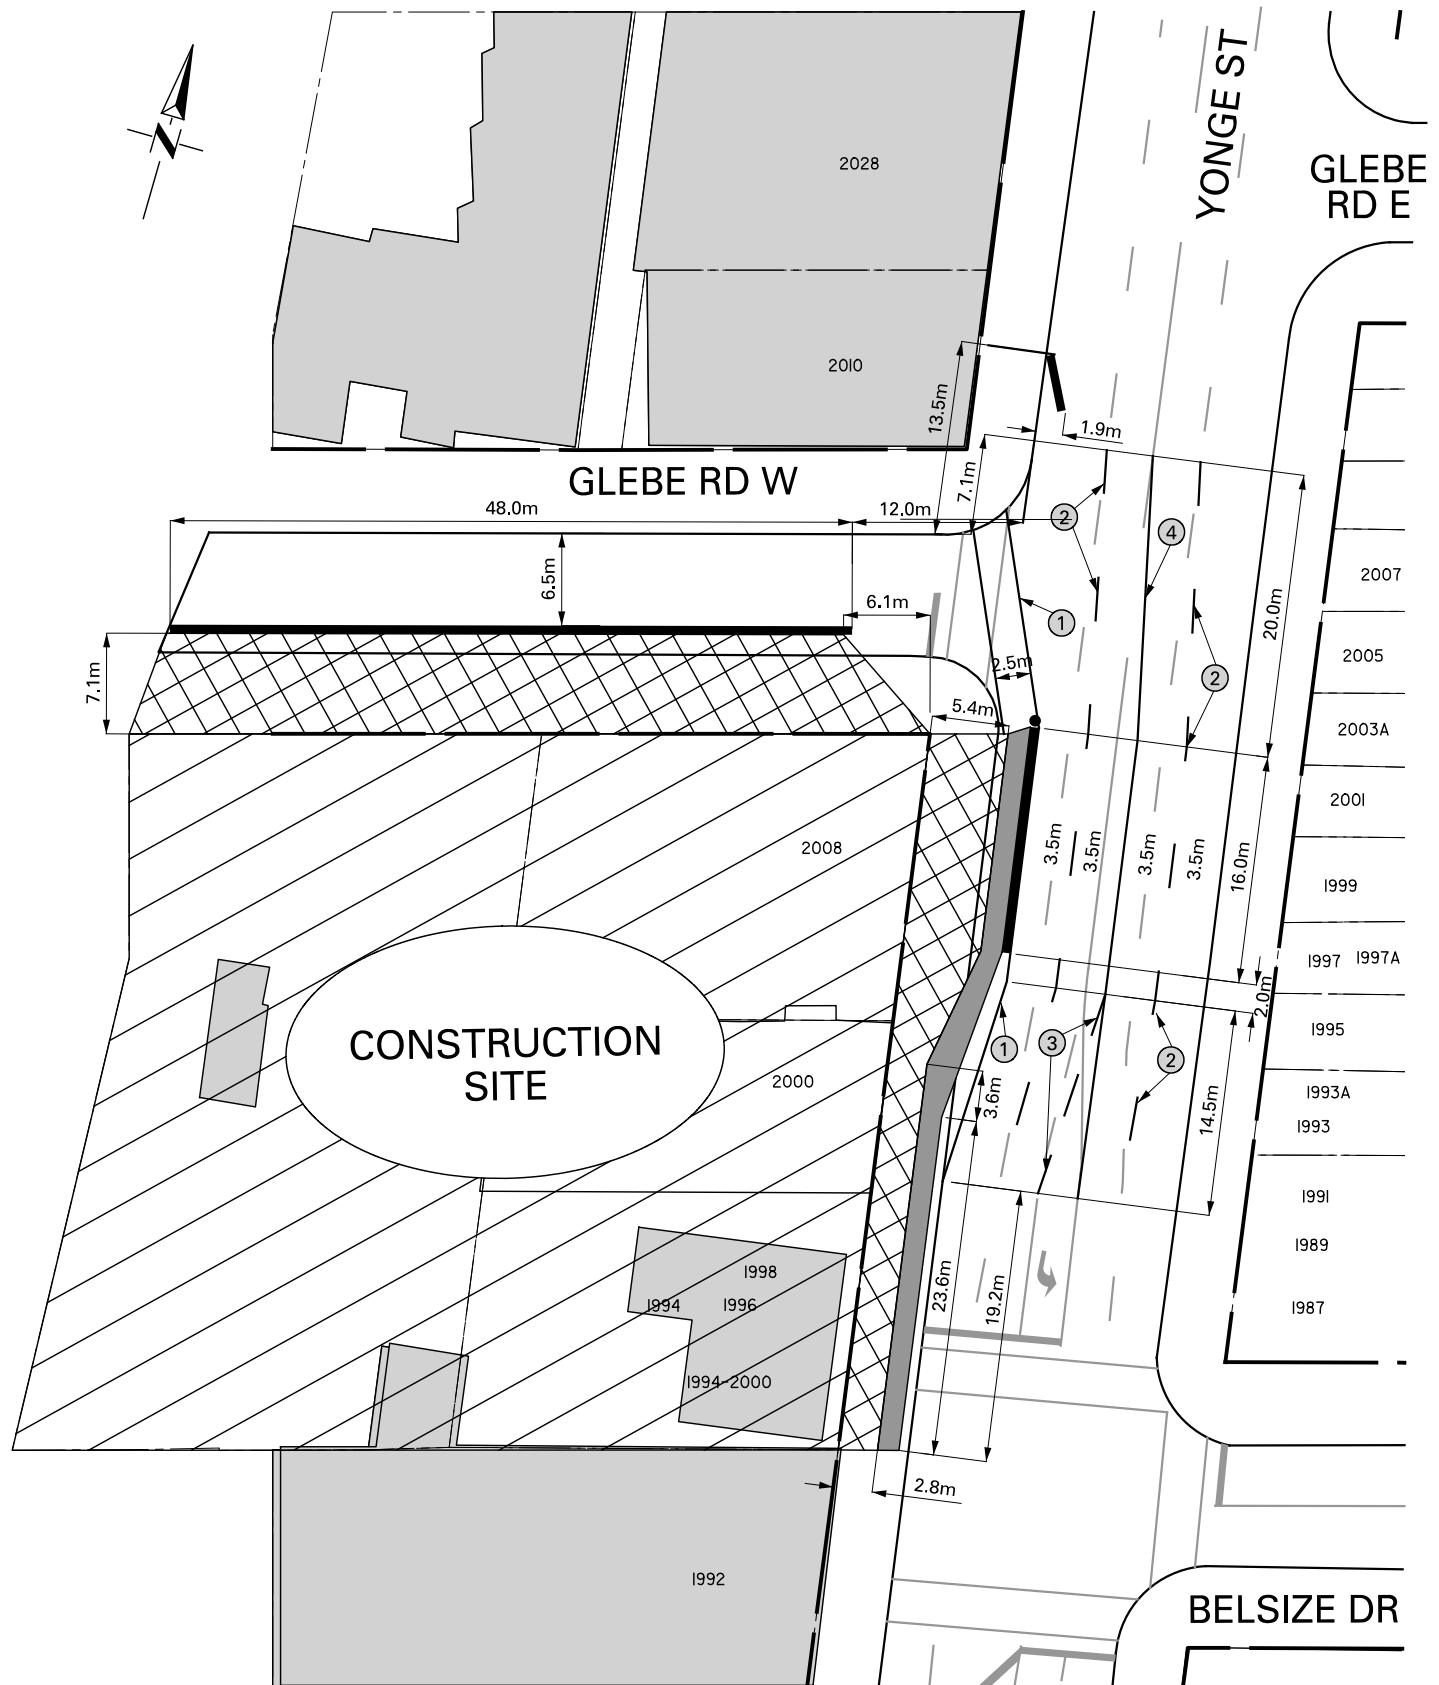 YONGE ST
GLEBE
RD E
2028
2010
N
13.5m
1.9m
7.1m
GLEBE RD W
48.0m
12.0m
2
4
6.5m
6.1m
1
20.0m
2007
2005
2003A
2001
1999
1997
1997A
1995
1993A
1993
1991
1989
1987
7.1m
2.5m
2
5.4m
2008
3.5m
3.5m
3.5m
3.5m
16.0m
2.0m
CONSTRUCTION
SITE
2000
1
3
2
3.6m
14.5m
1998
1994
1996
1994-2000
23.6m
19.2m
2.8m
1992
BELSIZE DR